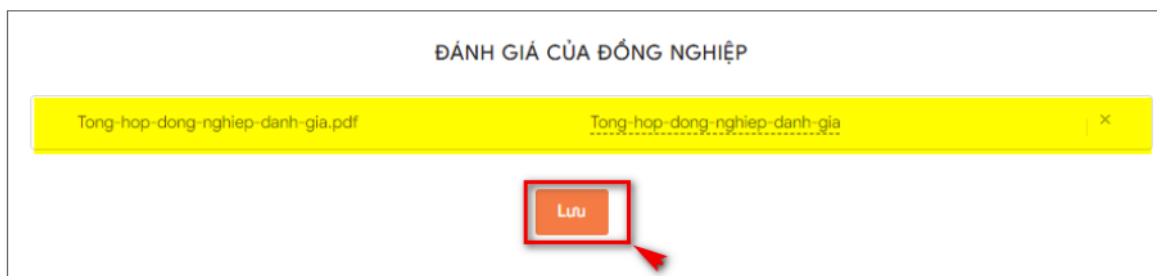 ĐÁNH GIÁ CỦA ĐỒNG NGHIỆP
Tong-hop-dong-nghiep-danh-gia.pdf Tong-hop-dong-nghiep-danh-gia ×
Lưu